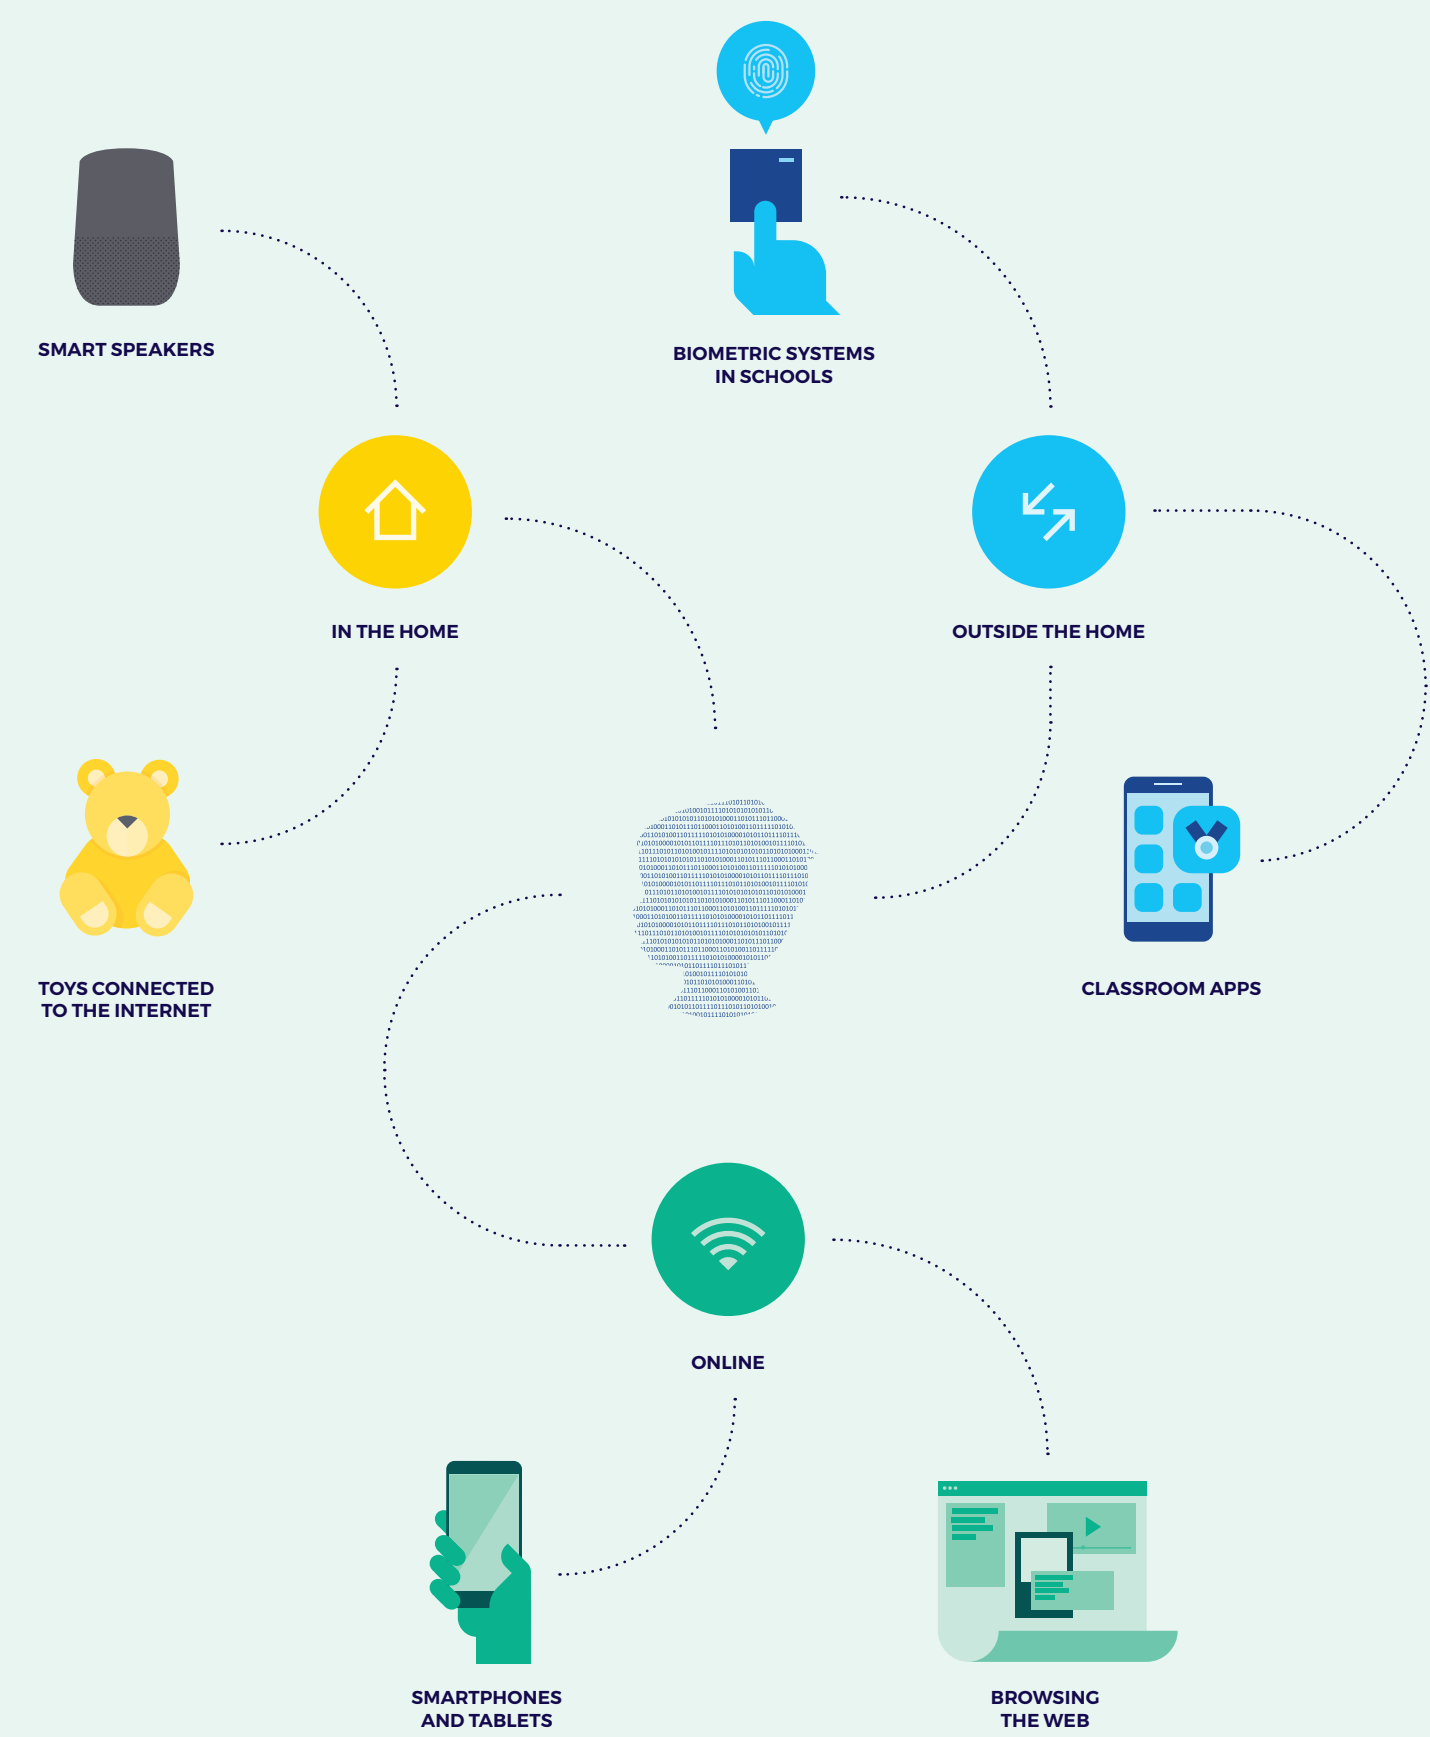 SMART SPEAKERS
BIOMETRIC SYSTEMS
IN SCHOOLS
IN THE HOME
OUTSIDE THE HOME
TOYS CONNECTED
TO THE INTERNET
CLASSROOM APPS
ONLINE
SMARTPHONES
AND TABLETS
BROWSING
THE WEB